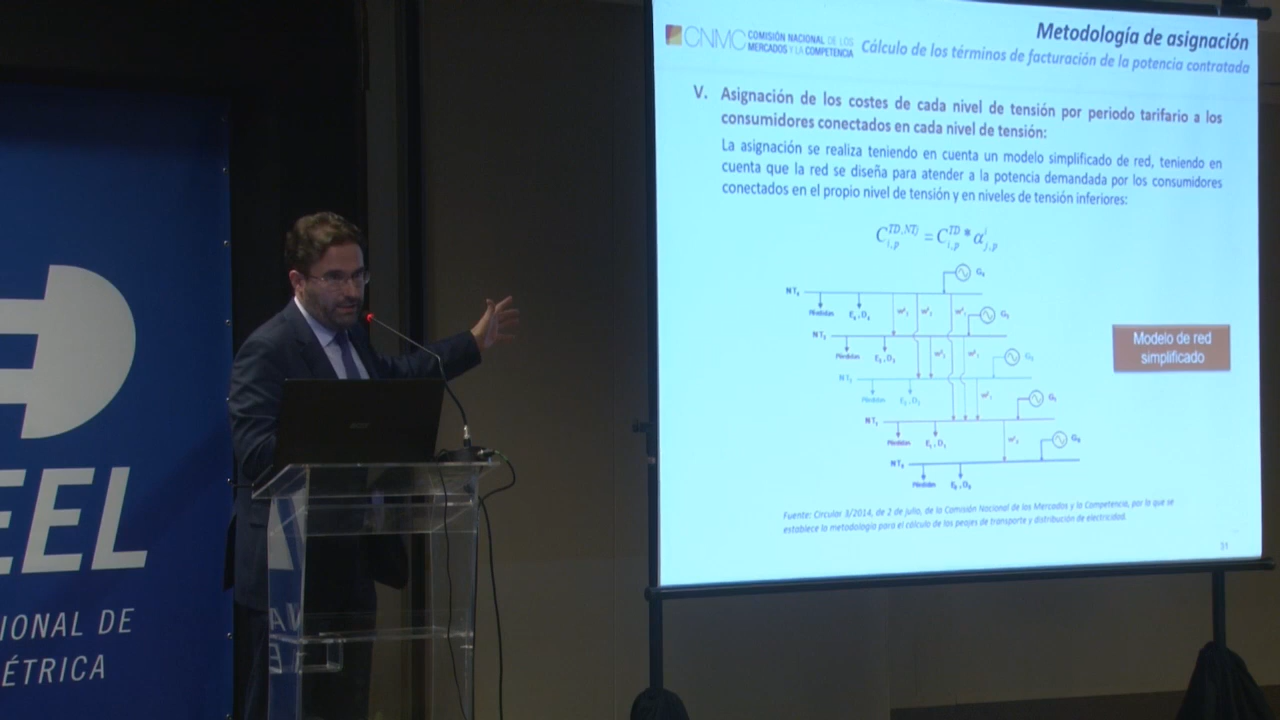 EEL
IONAL DE
ÉTRICA
CNMC COMISIÓN NACIONAL DE LOS
MERCADOS Y LA COMPETENCIA
Metodología de asignación
Cálculo de los términos de facturación de la potencia contratada
V. Asignación de los costes de cada nivel de tensión por periodo tarifario a los
consumidores conectados en cada nivel de tensión:
La asignación se realiza teniendo en cuenta un modelo simplificado de red, teniendo en
cuenta que la red se diseña para atender a la potencia demandada por los consumidores
conectados en el propio nivel de tensión y en niveles de tensión inferiores:
Modelo de red
simplificado
Fuente: Circular 3/2014, de 2 de julio, de la Comisión Nacional de los Mercados y la Competencia, por la que se
establece la metodología para el cálculo de los peajes de transporte y distribución de electricidad.
31